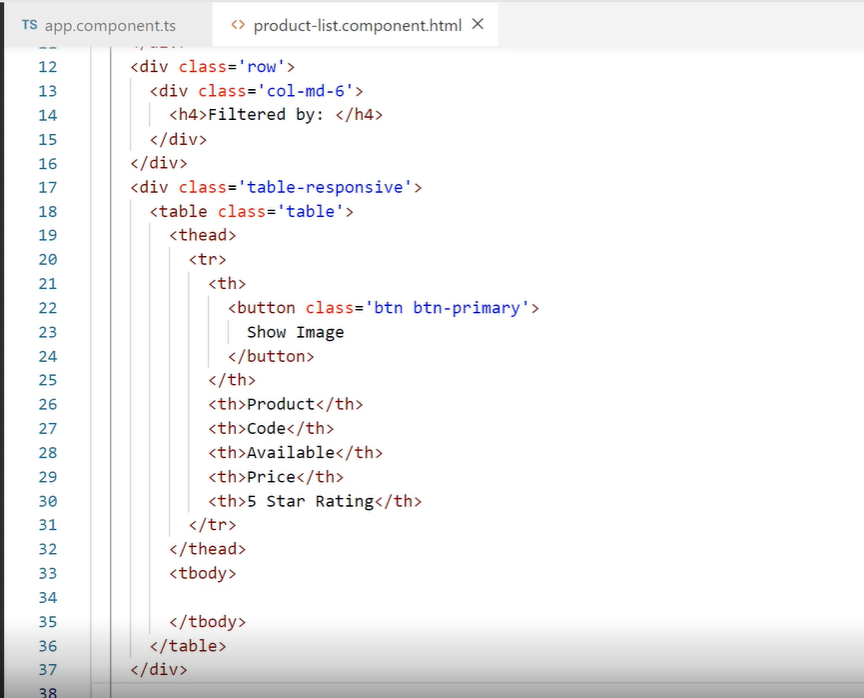 TS app.component.ts <> product-list.component.html ×
12 <div class='row'>
13 <div class='col-md-6'>
14 <h4>Filtered by: </h4>
15 </div>
16 </div>
17 <div class='table-responsive'>
18 <table class='table'>
19 <thead>
20 <tr>
21 <th>
22 <button class='btn btn-primary'>
23 Show Image
24 </button>
25 </th>
26 <th>Product</th>
27 <th>Code</th>
28 <th>Available</th>
29 <th>Price</th>
30 <th>5 Star Rating</th>
31 </tr>
32 </thead>
33 <tbody>
34
35 </tbody>
36 </table>
37 </div>
38